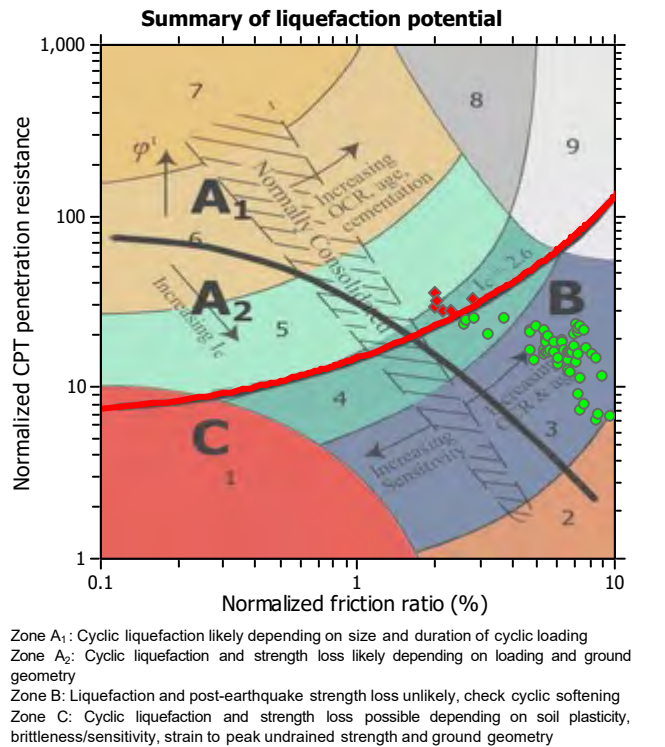 Summary of liquefaction potential
Normalized CPT penetration resistance
1,000
100
10
1
7
8
9
φ'
A1
Increasing
OCR, age,
cementation
Normally Consolidated
6
A2
Increasing Ic
Ic = 2.6
B
5
4
Increasing
OCR & age
3
C
1
Increasing
Sensitivity
2
0.1
1
10
Normalized friction ratio (%)
Zone A1: Cyclic liquefaction likely depending on size and duration of cyclic loading
Zone A2: Cyclic liquefaction and strength loss likely depending on loading and ground
geometry
Zone B: Liquefaction and post-earthquake strength loss unlikely, check cyclic softening
Zone C: Cyclic liquefaction and strength loss possible depending on soil plasticity,
brittleness/sensitivity, strain to peak undrained strength and ground geometry